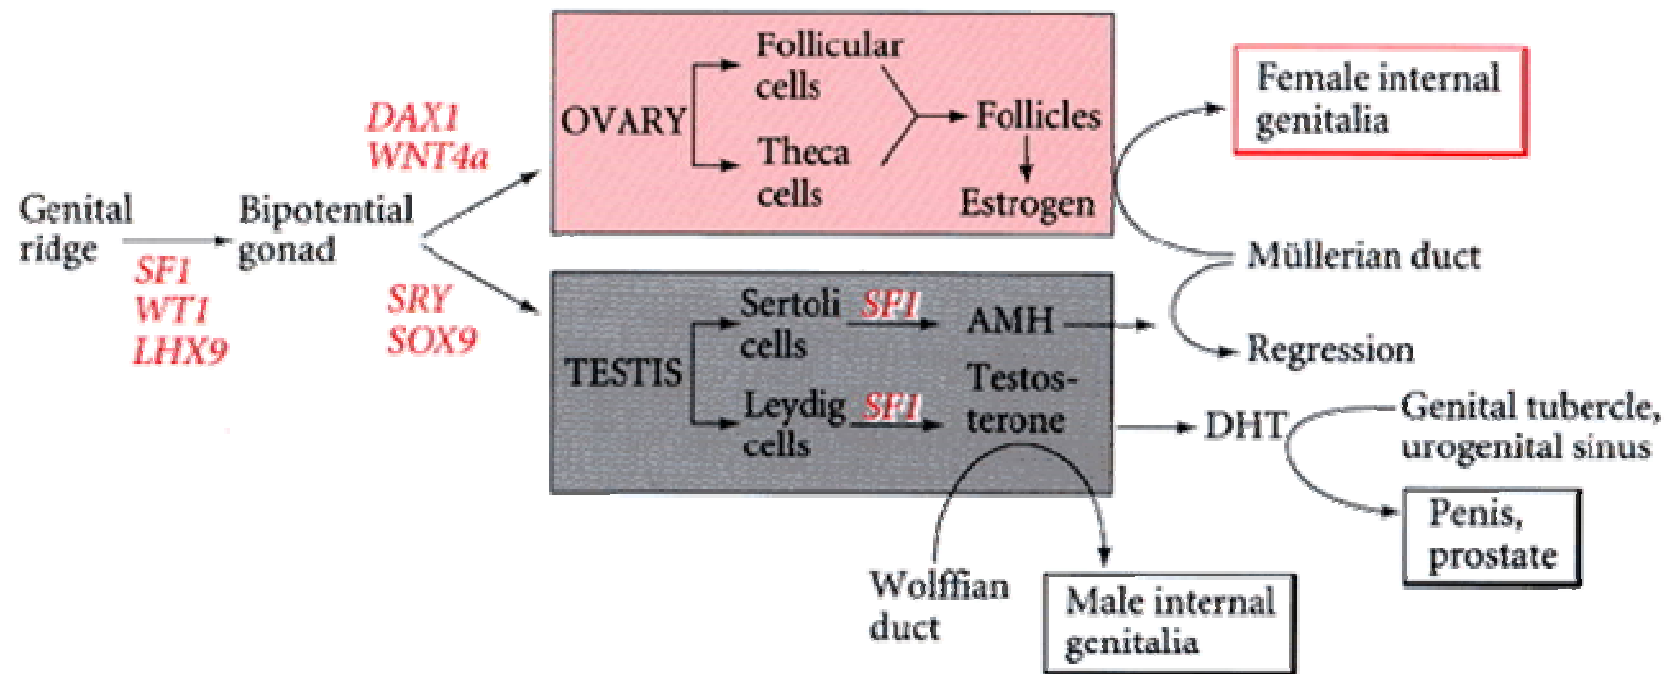 Genital
ridge
SF1
WT1
LHX9
Bipotential
gonad
DAX1
WNT4a
SRY
SOX9
OVARY
Follicular
cells
Theca
cells
Follicles
Estrogen
Female internal
genitalia
Müllerian duct
Regression
TESTIS
Sertoli
cells
SF1
AMH
Leydig
cells
SF1
Testos-
terone
DHT
Genital tubercle,
urogenital sinus
Penis,
prostate
Wolffian
duct
Male internal
genitalia